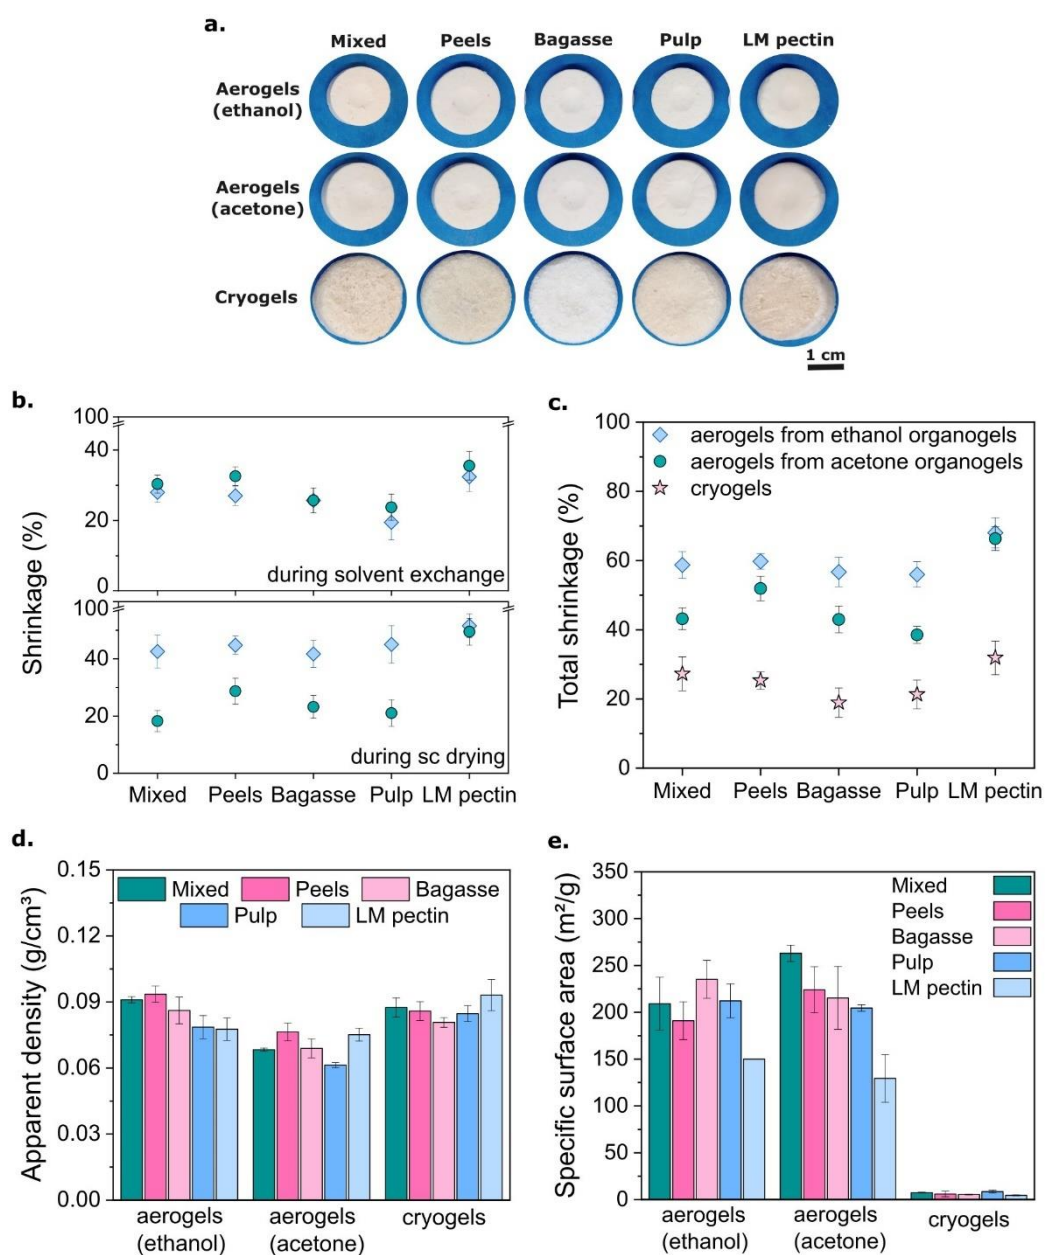 a.
Mixed Peels Bagasse Pulp LM pectin
Aerogels
(ethanol)
Aerogels
(acetone)
Cryogels
1 cm
b.
Shrinkage (%)
100
40
20
0
during solvent exchange
100
40
20
0
during sc drying
Mixed Peels Bagasse Pulp LM pectin
c.
Total shrinkage (%)
100
80
60
40
20
0
aerogels from ethanol organogels
aerogels from acetone organogels
cryogels
Mixed Peels Bagasse Pulp LM pectin
d.
Apparent density (g/cm³)
0.15
0.12
0.09
0.06
0.03
0.00
Mixed Peels Bagasse
Pulp LM pectin
aerogels
(ethanol)
aerogels
(acetone)
cryogels
e.
Specific surface area (m²/g)
350
300
250
200
150
100
50
0
Mixed
Peels
Bagasse
Pulp
LM pectin
aerogels
(ethanol)
aerogels
(acetone)
cryogels